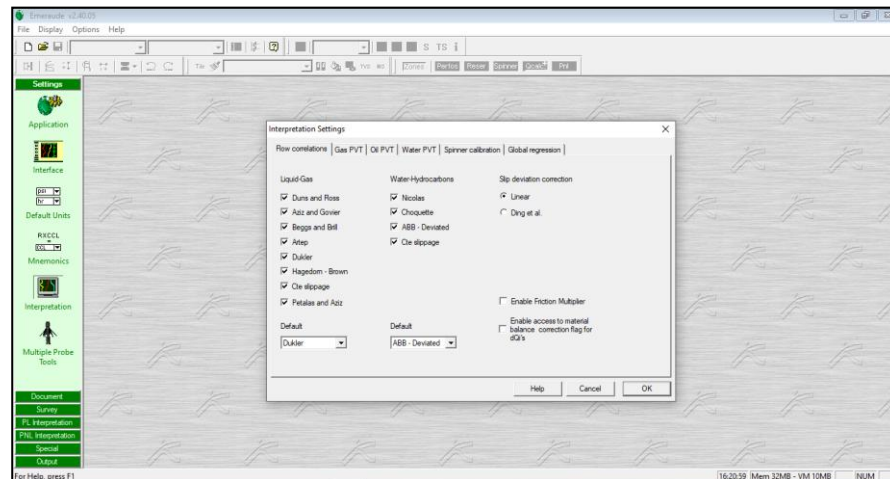 Emeraude v2.40.05
File Display Options Help
S TS i
Zones Perfos Reser Spinner Qcalc Pnl
Settings
Application
Interface
psi
hr
Default Units
RXCCL
CCL
Mnemonics
Interpretation
Multiple Probe
Tools
Document
Survey
PL Interpretation
PNL Interpretation
Special
Output
Interpretation Settings
Flow correlations Gas PVT Oil PVT Water PVT Spinner calibration Global regression
Liquid-Gas
Duns and Ross
Aziz and Govier
Beggs and Brill
Artep
Dukler
Hagedorn - Brown
Cte slippage
Petalas and Aziz
Default
Dukler
Water-Hydrocarbons
Nicolas
Choquette
ABB - Deviated
Cte slippage
Default
ABB - Deviated
Slip deviation correction
Linear
Ding et al.
Enable Friction Multiplier
Enable access to material
balance correction flag for
dQi's
Help Cancel OK
For Help, press F1
16:20:59 Mem 32MB - VM 10MB NUM